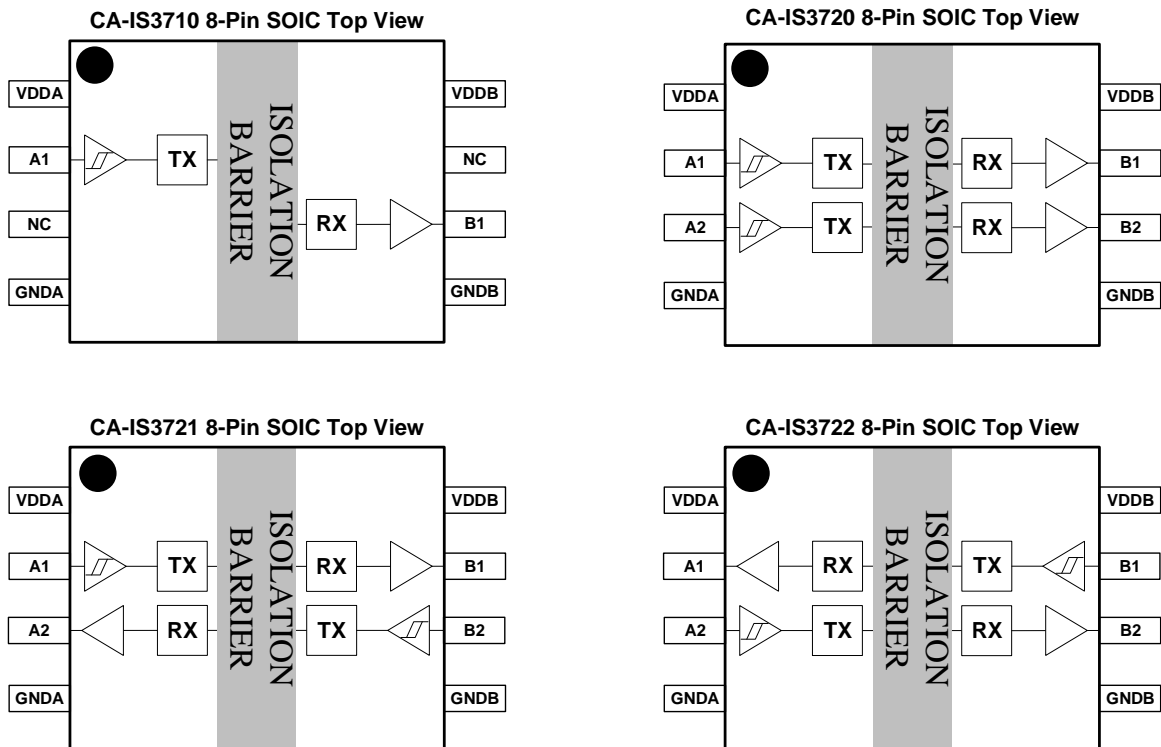 CA-IS3710 8-Pin SOIC Top View
VDDA
A1
NC
GNDA
TX
ISOLATION
BARRIER
RX
VDDB
NC
B1
GNDB
CA-IS3720 8-Pin SOIC Top View
VDDA
A1
A2
GNDA
TX
TX
ISOLATION
BARRIER
RX
RX
VDDB
B1
B2
GNDB
CA-IS3721 8-Pin SOIC Top View
VDDA
A1
A2
GNDA
TX
RX
ISOLATION
BARRIER
RX
TX
VDDB
B1
B2
GNDB
CA-IS3722 8-Pin SOIC Top View
VDDA
A1
A2
GNDA
RX
TX
ISOLATION
BARRIER
TX
RX
VDDB
B1
B2
GNDB